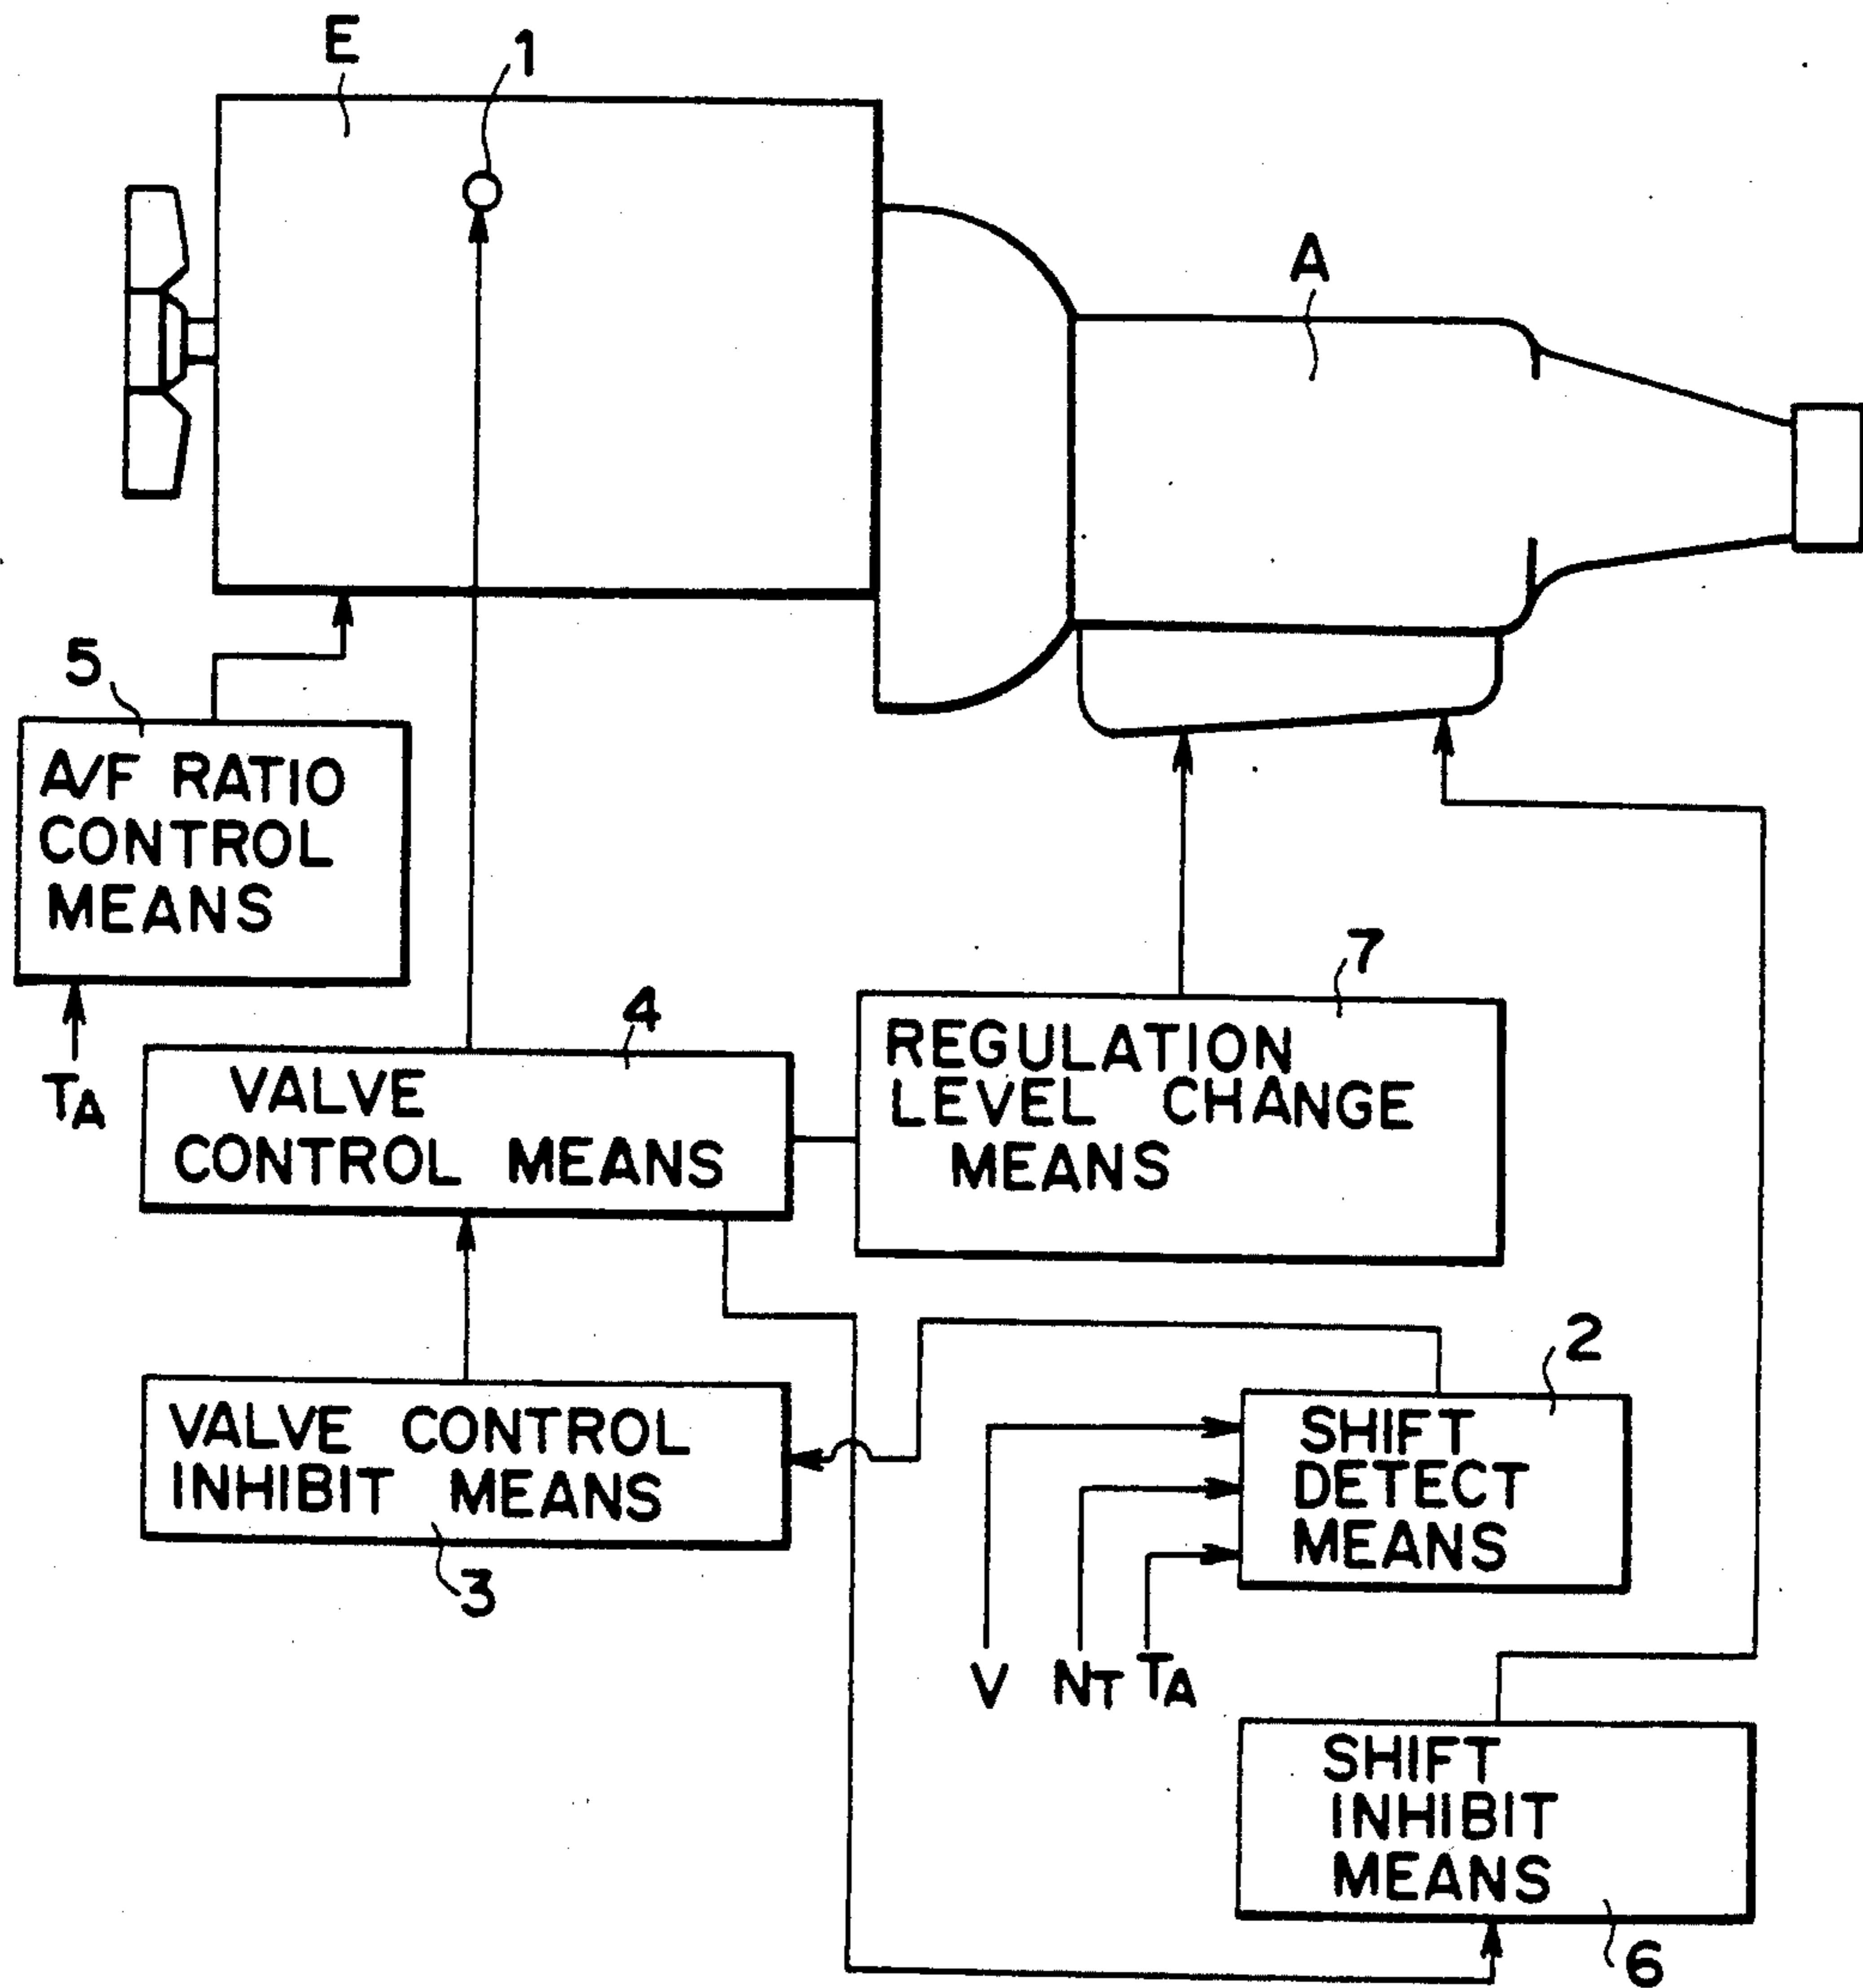 E
1
A
5
A/F RATIO
CONTROL
MEANS
TA
4
VALVE
CONTROL MEANS
7
REGULATION
LEVEL CHANGE
MEANS
2
SHIFT
DETECT
MEANS
VALVE CONTROL
INHIBIT MEANS
3
V NT TA
SHIFT
INHIBIT
MEANS
6